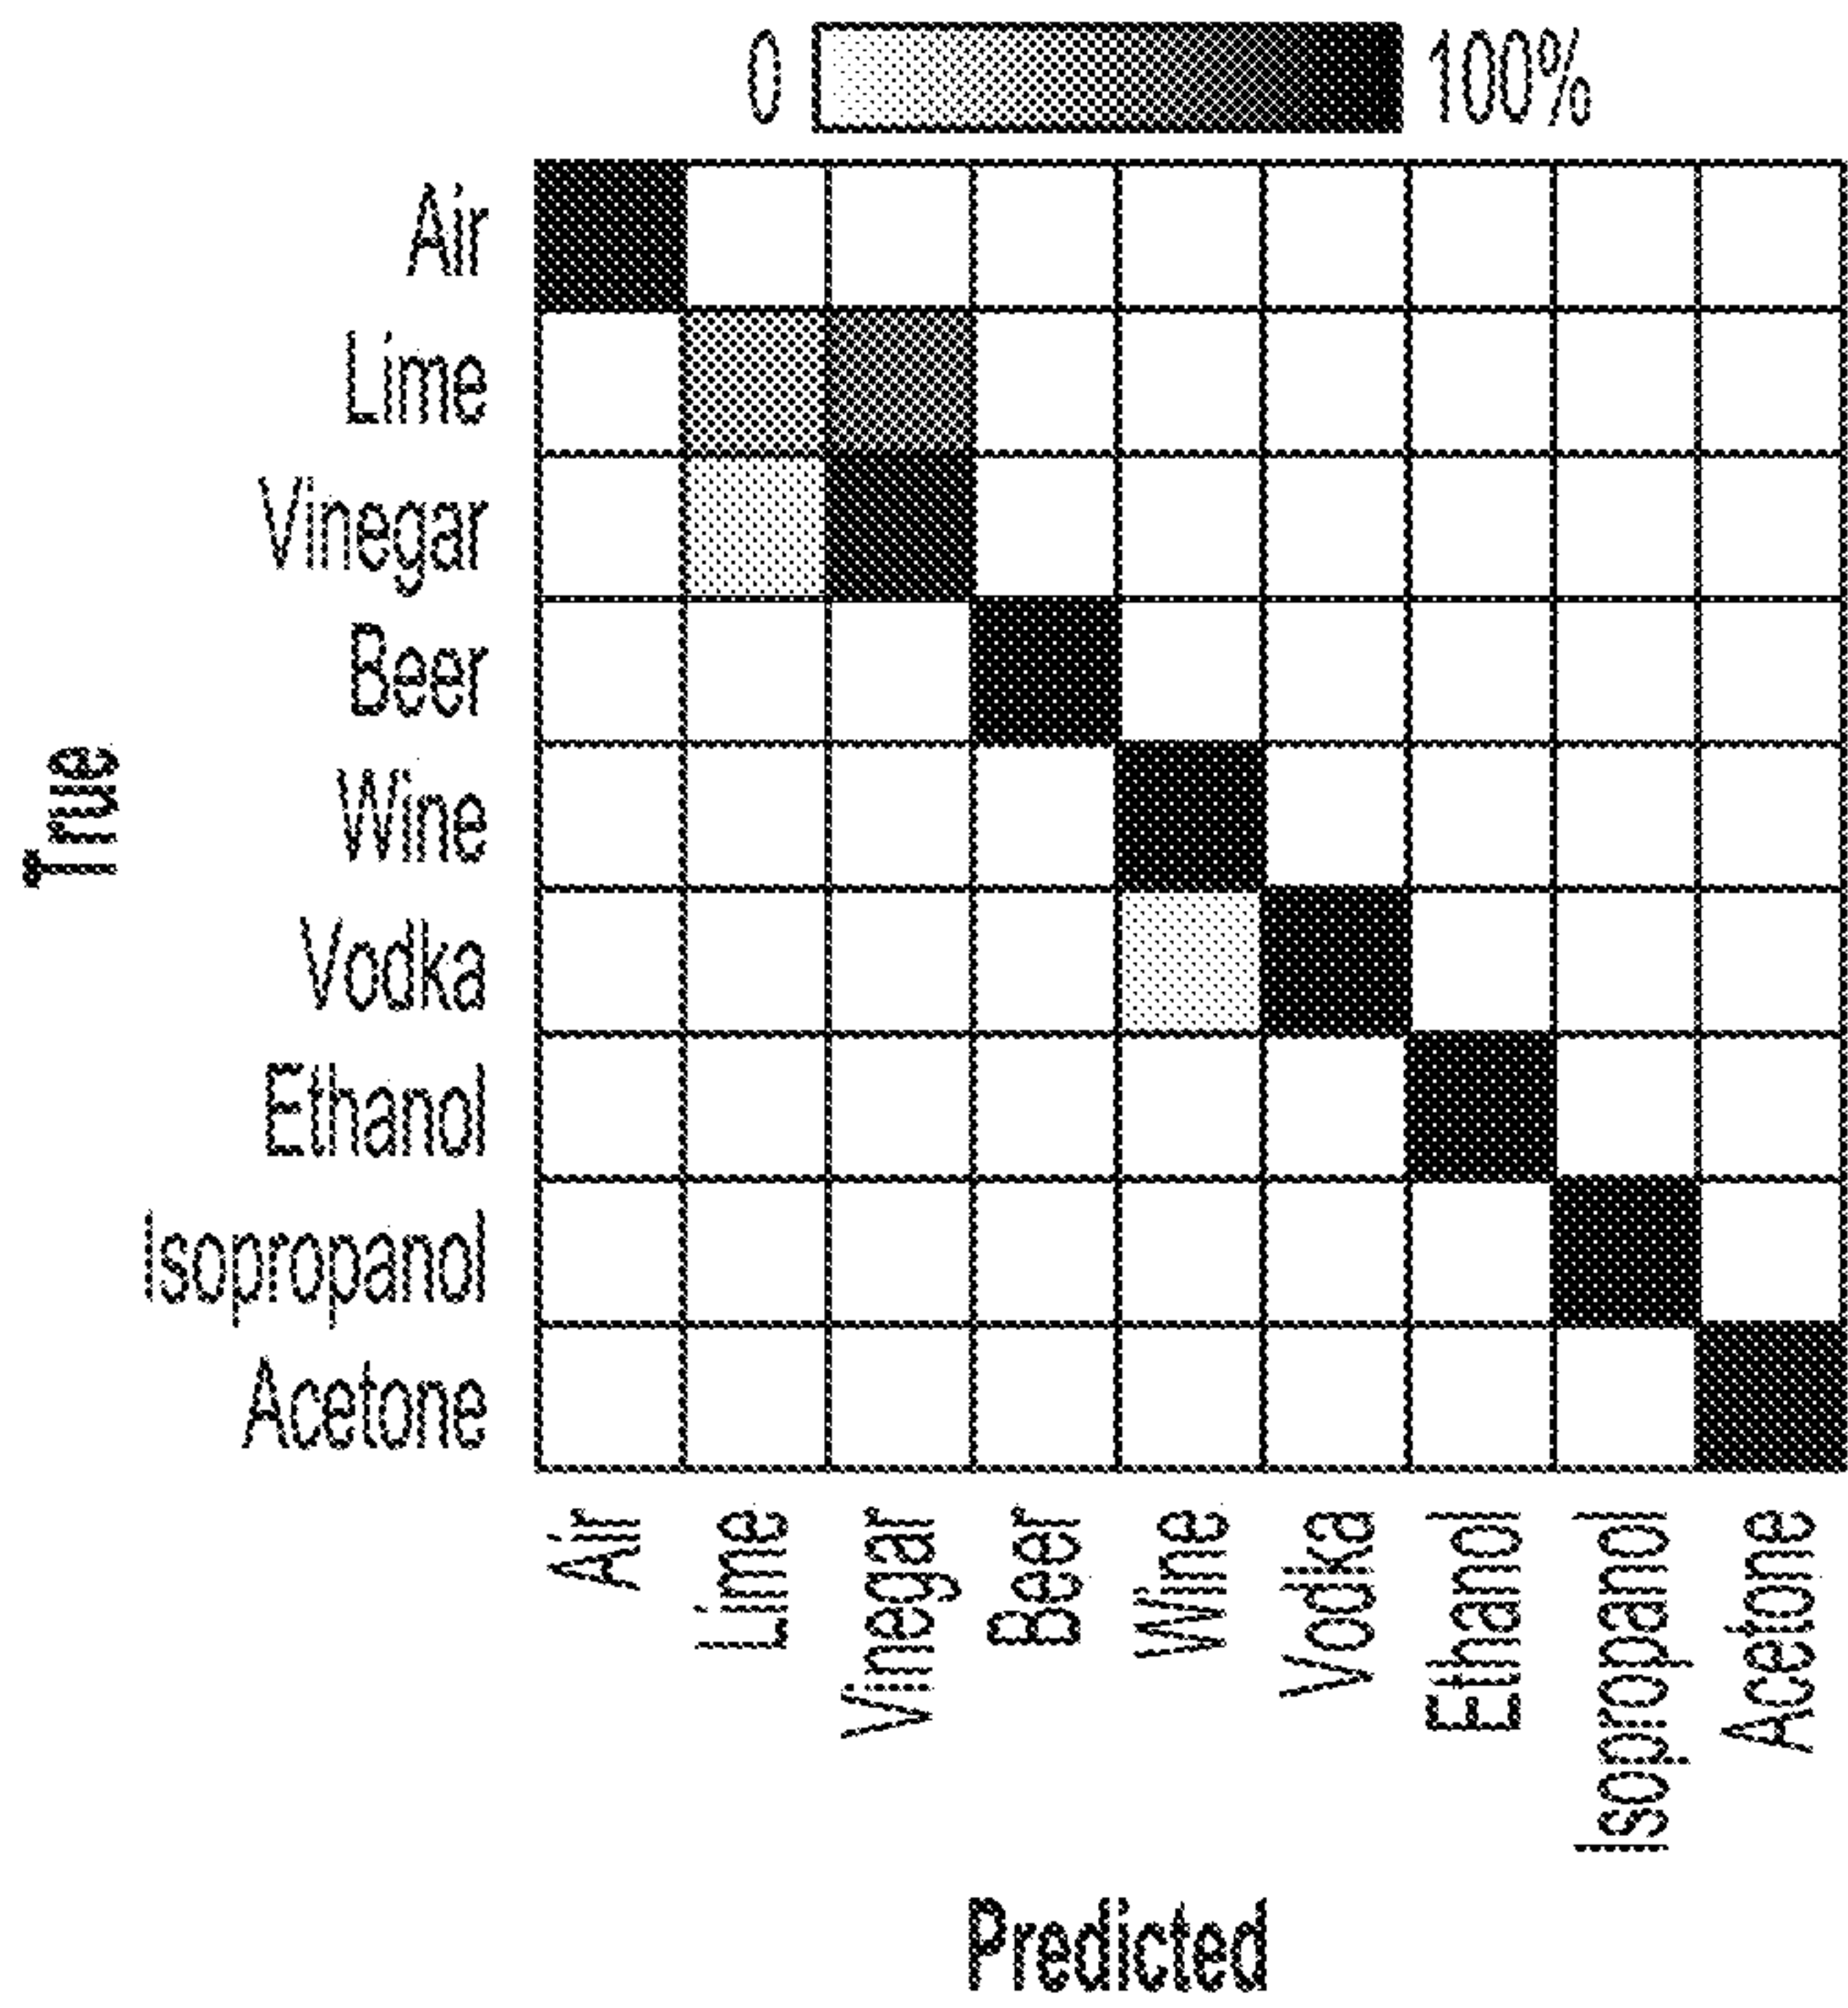 0 100%
Air
Lime
Vinegar
Beer
Wine
Vodka
Ethanol
Isopropanol
Acetone
True
Air
Lime
Vinegar
Beer
Wine
Vodka
Ethanol
Isopropanol
Acetone
Predicted